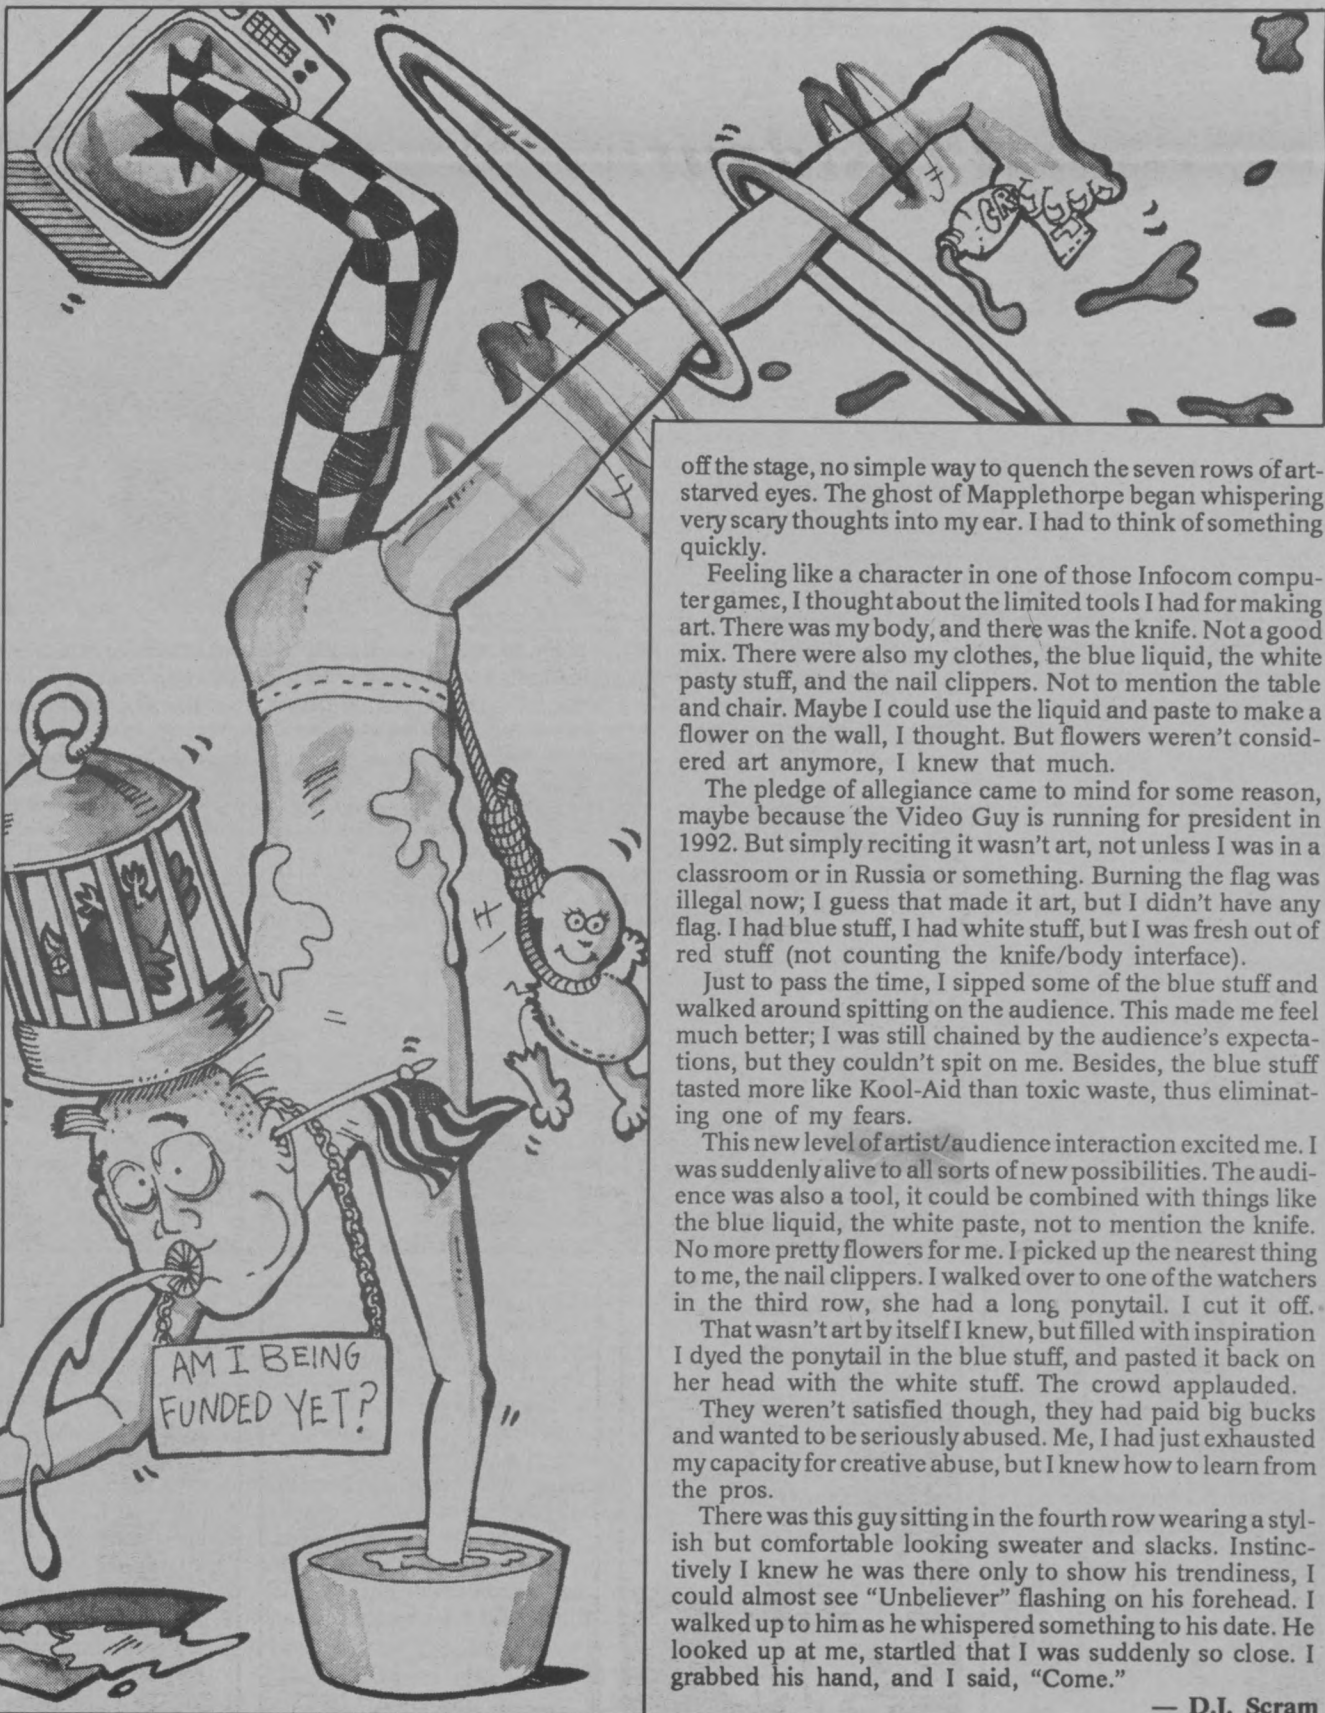 CR
AM I BEING
FUNDED YET?
off the stage, no simple way to quench the seven rows of art-
starved eyes. The ghost of Mapplethorpe began whispering
very scary thoughts into my ear. I had to think of something
quickly.
Feeling like a character in one of those Infocom compu-
ter games, I thought about the limited tools I had for making
art. There was my body, and there was the knife. Not a good
mix. There were also my clothes, the blue liquid, the white
pasty stuff, and the nail clippers. Not to mention the table
and chair. Maybe I could use the liquid and paste to make a
flower on the wall, I thought. But flowers weren't consid-
ered art anymore, I knew that much.
The pledge of allegiance came to mind for some reason,
maybe because the Video Guy is running for president in
1992. But simply reciting it wasn't art, not unless I was in a
classroom or in Russia or something. Burning the flag was
illegal now; I guess that made it art, but I didn't have any
flag. I had blue stuff, I had white stuff, but I was fresh out of
red stuff (not counting the knife/body interface).
Just to pass the time, I sipped some of the blue stuff and
walked around spitting on the audience. This made me feel
much better; I was still chained by the audience's expecta-
tions, but they couldn't spit on me. Besides, the blue stuff
tasted more like Kool-Aid than toxic waste, thus eliminat-
ing one of my fears.
This new level of artist/audience interaction excited me. I
was suddenly alive to all sorts of new possibilities. The audi-
ence was also a tool, it could be combined with things like
the blue liquid, the white paste, not to mention the knife.
No more pretty flowers for me. I picked up the nearest thing
to me, the nail clippers. I walked over to one of the watchers
in the third row, she had a long ponytail. I cut it off.
That wasn't art by itself I knew, but filled with inspiration
I dyed the ponytail in the blue stuff, and pasted it back on
her head with the white stuff. The crowd applauded.
They weren't satisfied though, they had paid big bucks
and wanted to be seriously abused. Me, I had just exhausted
my capacity for creative abuse, but I knew how to learn from
the pros.
There was this guy sitting in the fourth row wearing a styl-
ish but comfortable looking sweater and slacks. Instinc-
tively I knew he was there only to show his trendiness, I
could almost see "Unbeliever" flashing on his forehead. I
walked up to him as he whispered something to his date. He
looked up at me, startled that I was suddenly so close. I
grabbed his hand, and I said, "Come."
— D.J. Scram